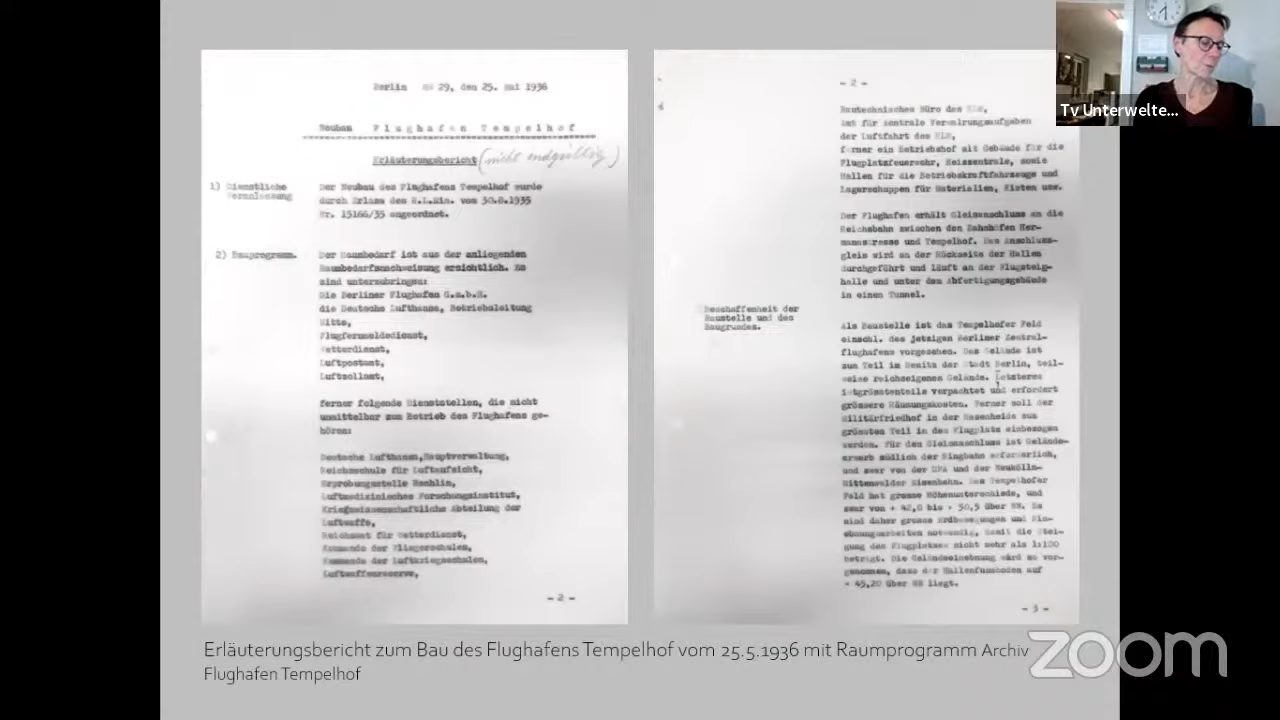 Berlin 29, den 25. Mai 1936
Neubau Flughafen Tempelhof
Erläuterungsbericht (nicht endgültig)
1) Dienstliche Veranlassung
Der Neubau des Flughafens Tempelhof wurde
durch Erlass des R.L.Min. vom 30.8.1935
Nr. 15166/35 angeordnet.
2) Bauprogramm.
Der Raumbedarf ist aus der anliegenden
Raumbedarfsnachweisung ersichtlich. Es
sind unterzubringen:
Die Berliner Flughafen G.m.b.H.
die Deutsche Lufthansa, Betriebsleitung
Mitte,
Flugfernmeldedienst,
Wetterdienst,
Luftpostamt,
Luftzollamt,
ferner folgende Dienststellen, die nicht
unmittelbar zum Betrieb des Flughafens ge-
hören:
Deutsche Lufthansa, Hauptverwaltung,
Reichsschule für Luftaufsicht,
Erprobungsstelle Rechlin,
Luftmedizinisches Forschungsinstitut,
Kriegswissenschaftliche Abteilung der
Luftwaffe,
Reichsamt für Wetterdienst,
Kommando der Fliegerschulen,
Kommando der Luftkriegsschulen,
Luftwaffenreserve,
- 2 -
- 2 -
Bautechnisches Büro des RLM,
Amt für zentrale Verwaltungsaufgaben
der Luftfahrt des RLM,
ferner ein Betriebshof mit Gebäude für die
Flugplatzfeuerwehr, Heizzentrale, sowie
Hallen für die Betriebskraftfahrzeuge und
Lagerschuppen für Materialien, Kisten usw.
Der Flughafen erhält Gleisanschluss an die
Reichsbahn zwischen den Bahnhöfen Her-
mannstrasse und Tempelhof. Das Anschluss-
gleis wird an der Rückseite der Hallen
durchgeführt und läuft an der Flugsteig-
halle und unter dem Abfertigungsgebäude
in einen Tunnel.
Beschaffenheit der
Baustelle und des
Baugrundes.
Als Baustelle ist das Tempelhofer Feld
einschl. des jetzigen Berliner Zentral-
flughafens vorgesehen. Das Gelände ist
zum Teil im Besitz der Stadt Berlin, teil-
weise reichseigenes Gelände. Letzteres
ist grösstenteils verpachtet und erfordert
grössere Räumungskosten. Ferner soll der
Militärfriedhof in der Hasenheide zum
grössten Teil in den Flugplatz einbezogen
werden. Für den Gleisanschluss ist Gelände-
erwerb südlich der Ringbahn erforderlich,
und zwar von der und der Neukölln-
Mittenwalder Eisenbahn. Das Tempelhofer
Feld hat grosse Höhenunterschiede, und
zwar von + 42,0 bis + 50,5 über NN. Es
sind daher grosse Erdbewegungen und Ein-
ebnungsarbeiten notwendig, damit die Stei-
gung des Flugplatzes nicht mehr als 1:100
beträgt. Die Geländeeinebnung wird so vor-
genommen, dass der Hallenfussboden auf
+ 45,20 über NN liegt.
- 3 -
Erläuterungsbericht zum Bau des Flughafens Tempelhof vom 25.5.1936 mit Raumprogramm Archiv
Flughafen Tempelhof
Tv Unterwelte...
zoom